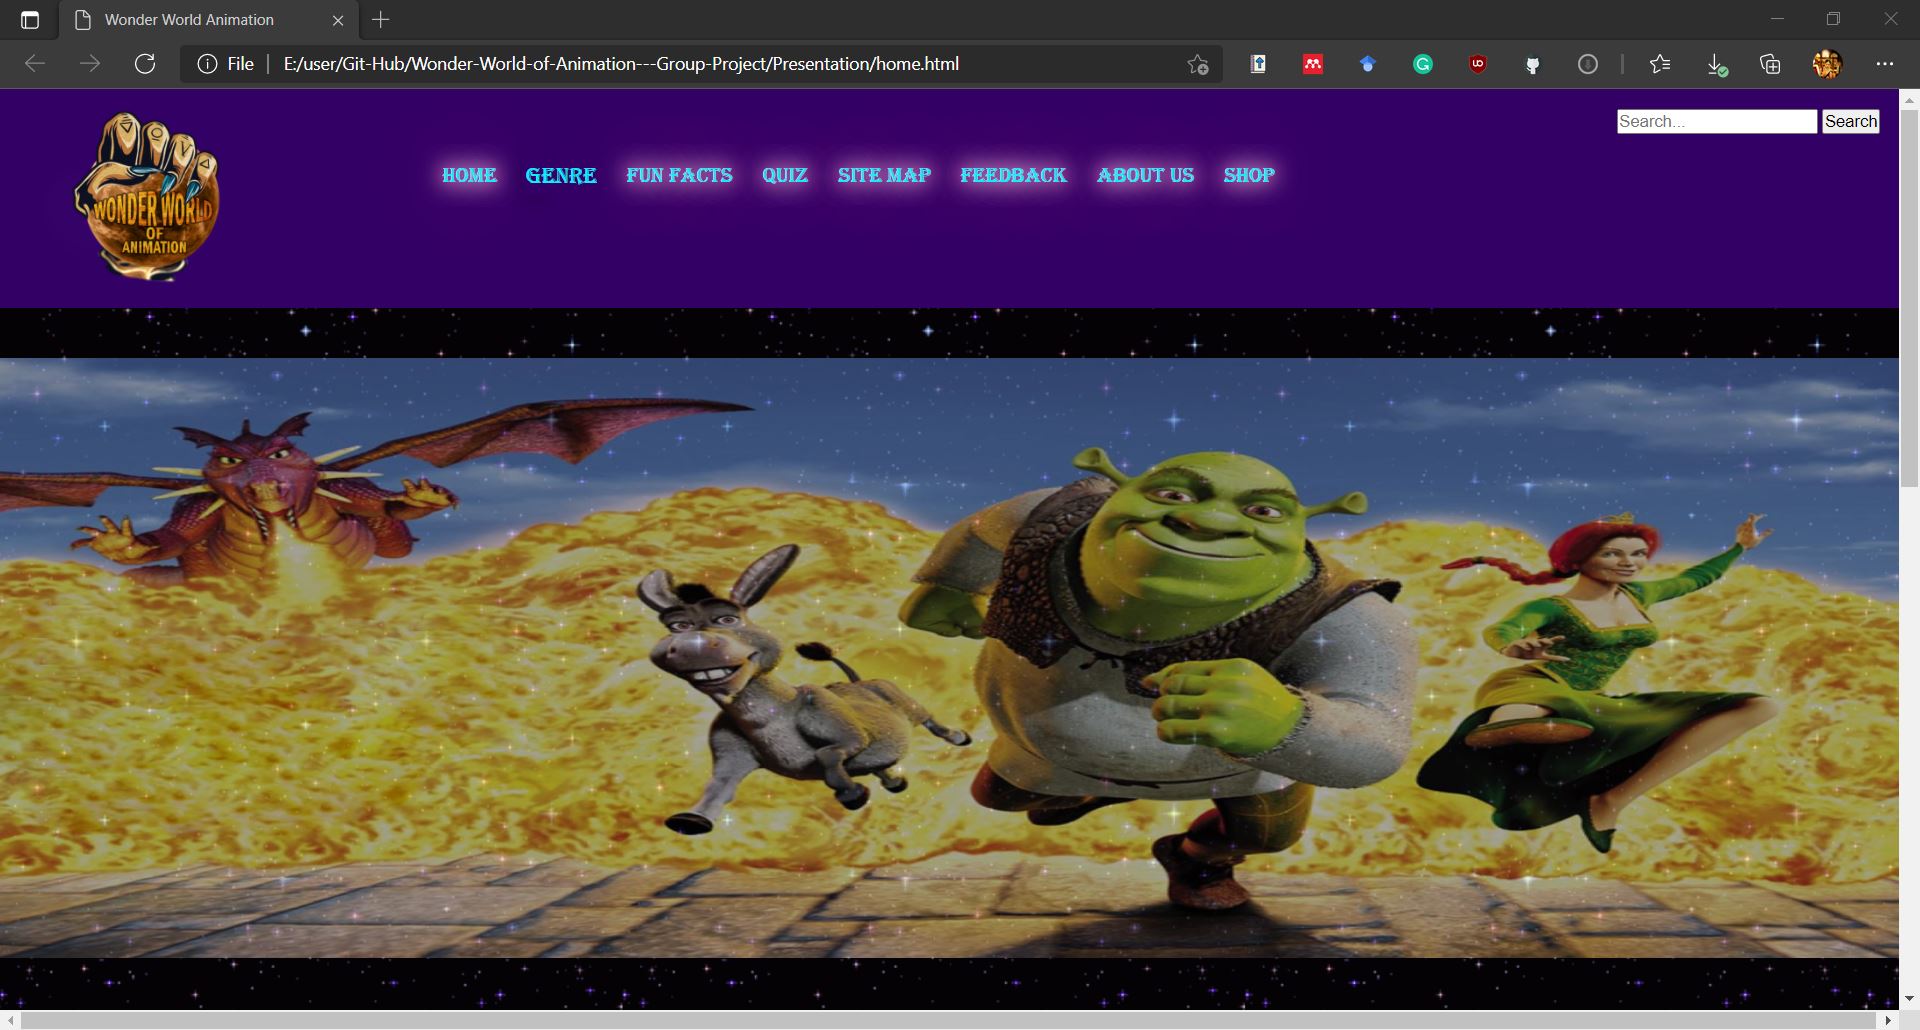 Wonder World Animation
File
E:/user/Git-Hub/Wonder-World-of-Animation---Group-Project/Presentation/home.html
Search... Search
WONDER WORLD
OF
ANIMATION
HOME GENRE FUN FACTS QUIZ SITE MAP FEEDBACK ABOUT US SHOP